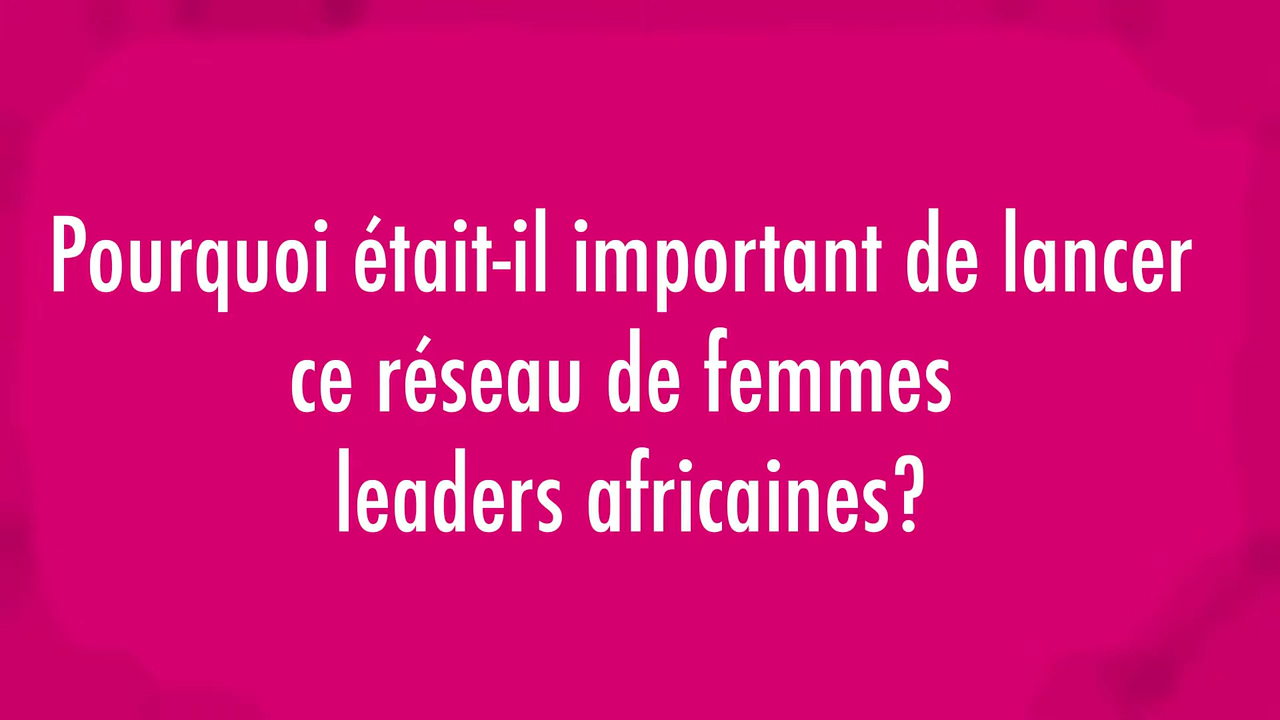 Pourquoi était-il important de lancer
ce réseau de femmes
leaders africaines?